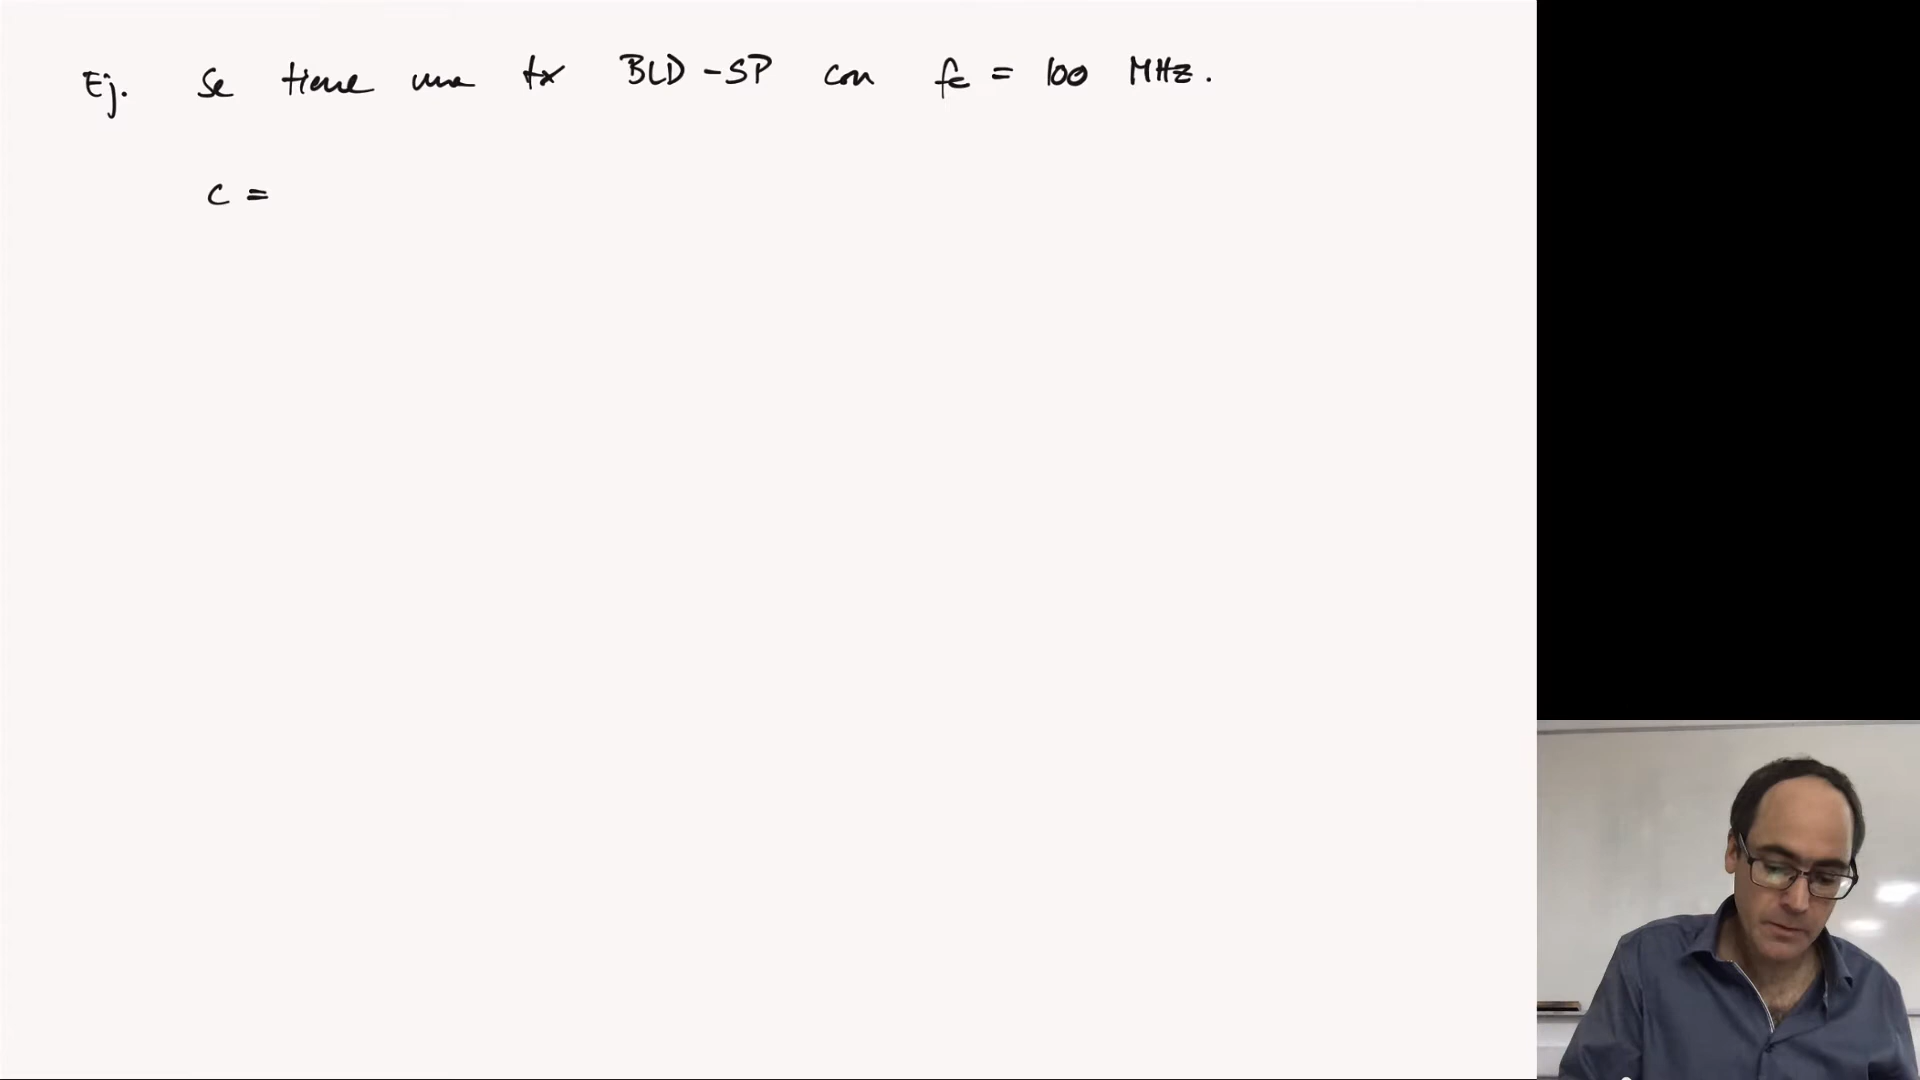 Ej. Se tiene una tx BLD-SP con fc = 100 MHz.
c =